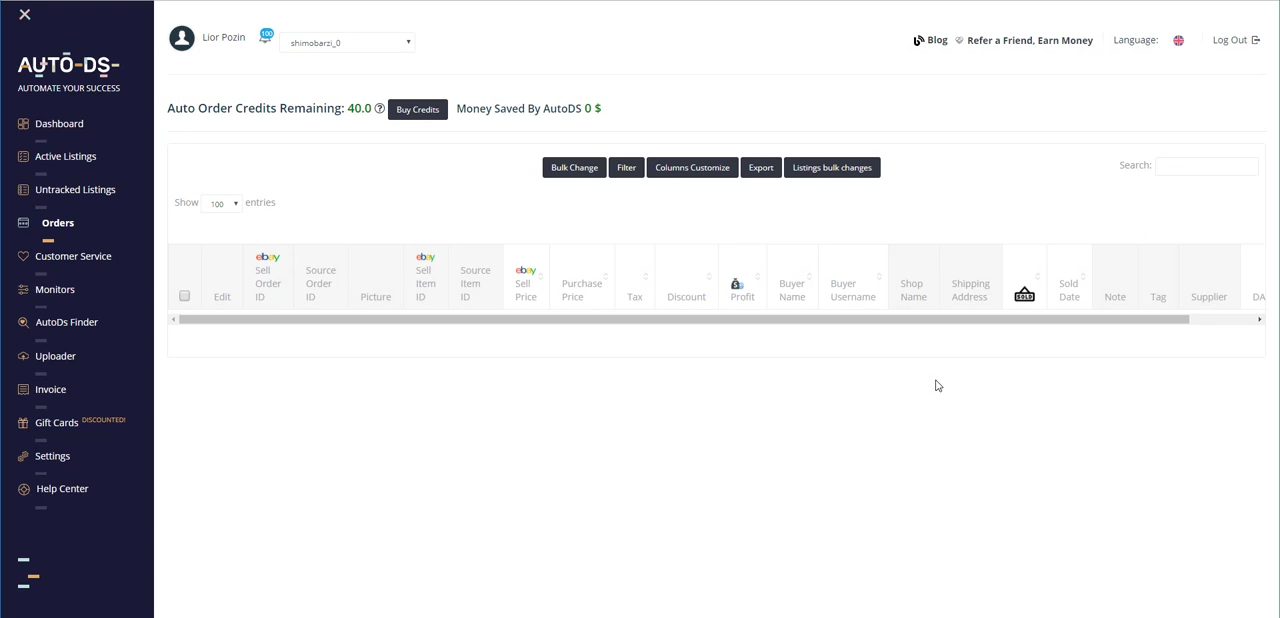 Lior Pozin
100
shimobarzi_0
Blog
Refer a Friend, Earn Money
Language:
Log Out
AUTO-DS-
AUTOMATE YOUR SUCCESS
Dashboard
Active Listings
Untracked Listings
Orders
Customer Service
Monitors
AutoDs Finder
Uploader
Invoice
Gift Cards DISCOUNTED!
Settings
Help Center
Auto Order Credits Remaining: 40.0
Buy Credits
Money Saved By AutoDS 0 $
Bulk Change
Filter
Columns Customize
Export
Listings bulk changes
Search:
Show 100 entries
Edit
ebay Sell Order ID
Source Order ID
Picture
ebay Sell Item ID
Source Item ID
ebay Sell Price
Purchase Price
Tax
Discount
Profit
Buyer Name
Buyer Username
Shop Name
Shipping Address
SOLD
Sold Date
Note
Tag
Supplier
DA